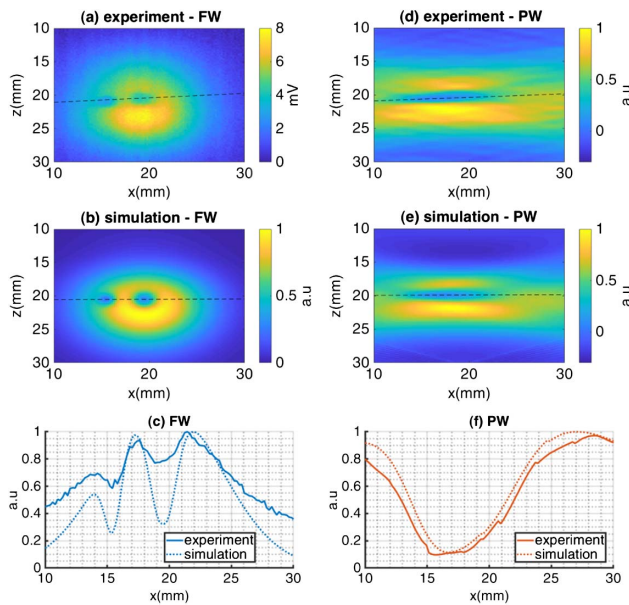 (a) experiment - FW
10
15
20
25
30
z(mm)
10
20
30
x(mm)
8
6
4
2
0
mV
(d) experiment - PW
10
15
20
25
30
z(mm)
10
20
30
x(mm)
1
0.5
0
a.u
(b) simulation - FW
10
15
20
25
30
z(mm)
10
20
30
x(mm)
1
0.5
0
a.u
(e) simulation - PW
10
15
20
25
30
z(mm)
10
20
30
x(mm)
1
0.5
0
a.u
(c) FW
1
0.8
0.6
0.4
0.2
0
a.u
10
15
20
25
30
x(mm)
experiment
simulation
(f) PW
1
0.8
0.6
0.4
0.2
0
a.u
10
15
20
25
30
x(mm)
experiment
simulation